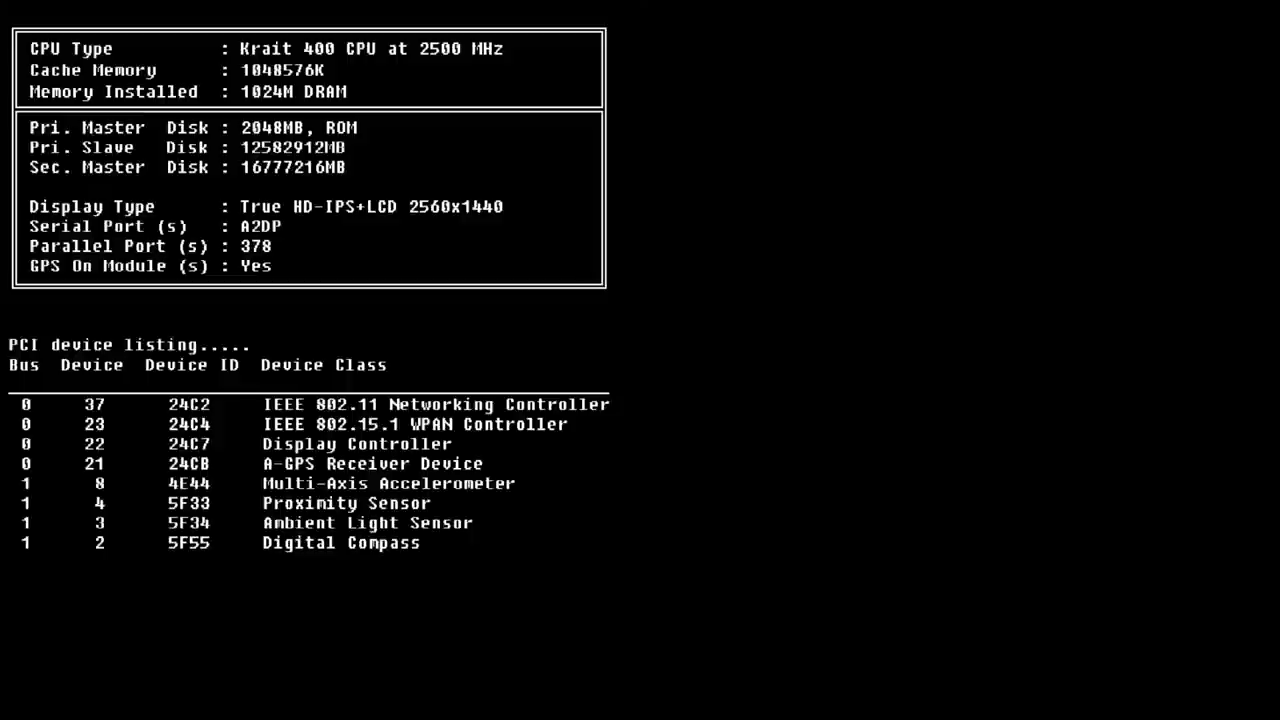 CPU Type : Krait 400 CPU at 2500 MHz
Cache Memory : 1048576K
Memory Installed : 1024M DRAM
Pri. Master Disk : 2048MB, ROM
Pri. Slave Disk : 12582912MB
Sec. Master Disk : 16777216MB
Display Type : True HD-IPS+LCD 2560x1440
Serial Port (s) : A2DP
Parallel Port (s) : 378
GPS On Module (s) : Yes
PCI device listing.....
Bus Device Device ID Device Class
0 37 24C2 IEEE 802.11 Networking Controller
0 23 24C4 IEEE 802.15.1 WPAN Controller
0 22 24C7 Display Controller
0 21 24CB A-GPS Receiver Device
1 8 4E44 Multi-Axis Accelerometer
1 4 5F33 Proximity Sensor
1 3 5F34 Ambient Light Sensor
1 2 5F55 Digital Compass